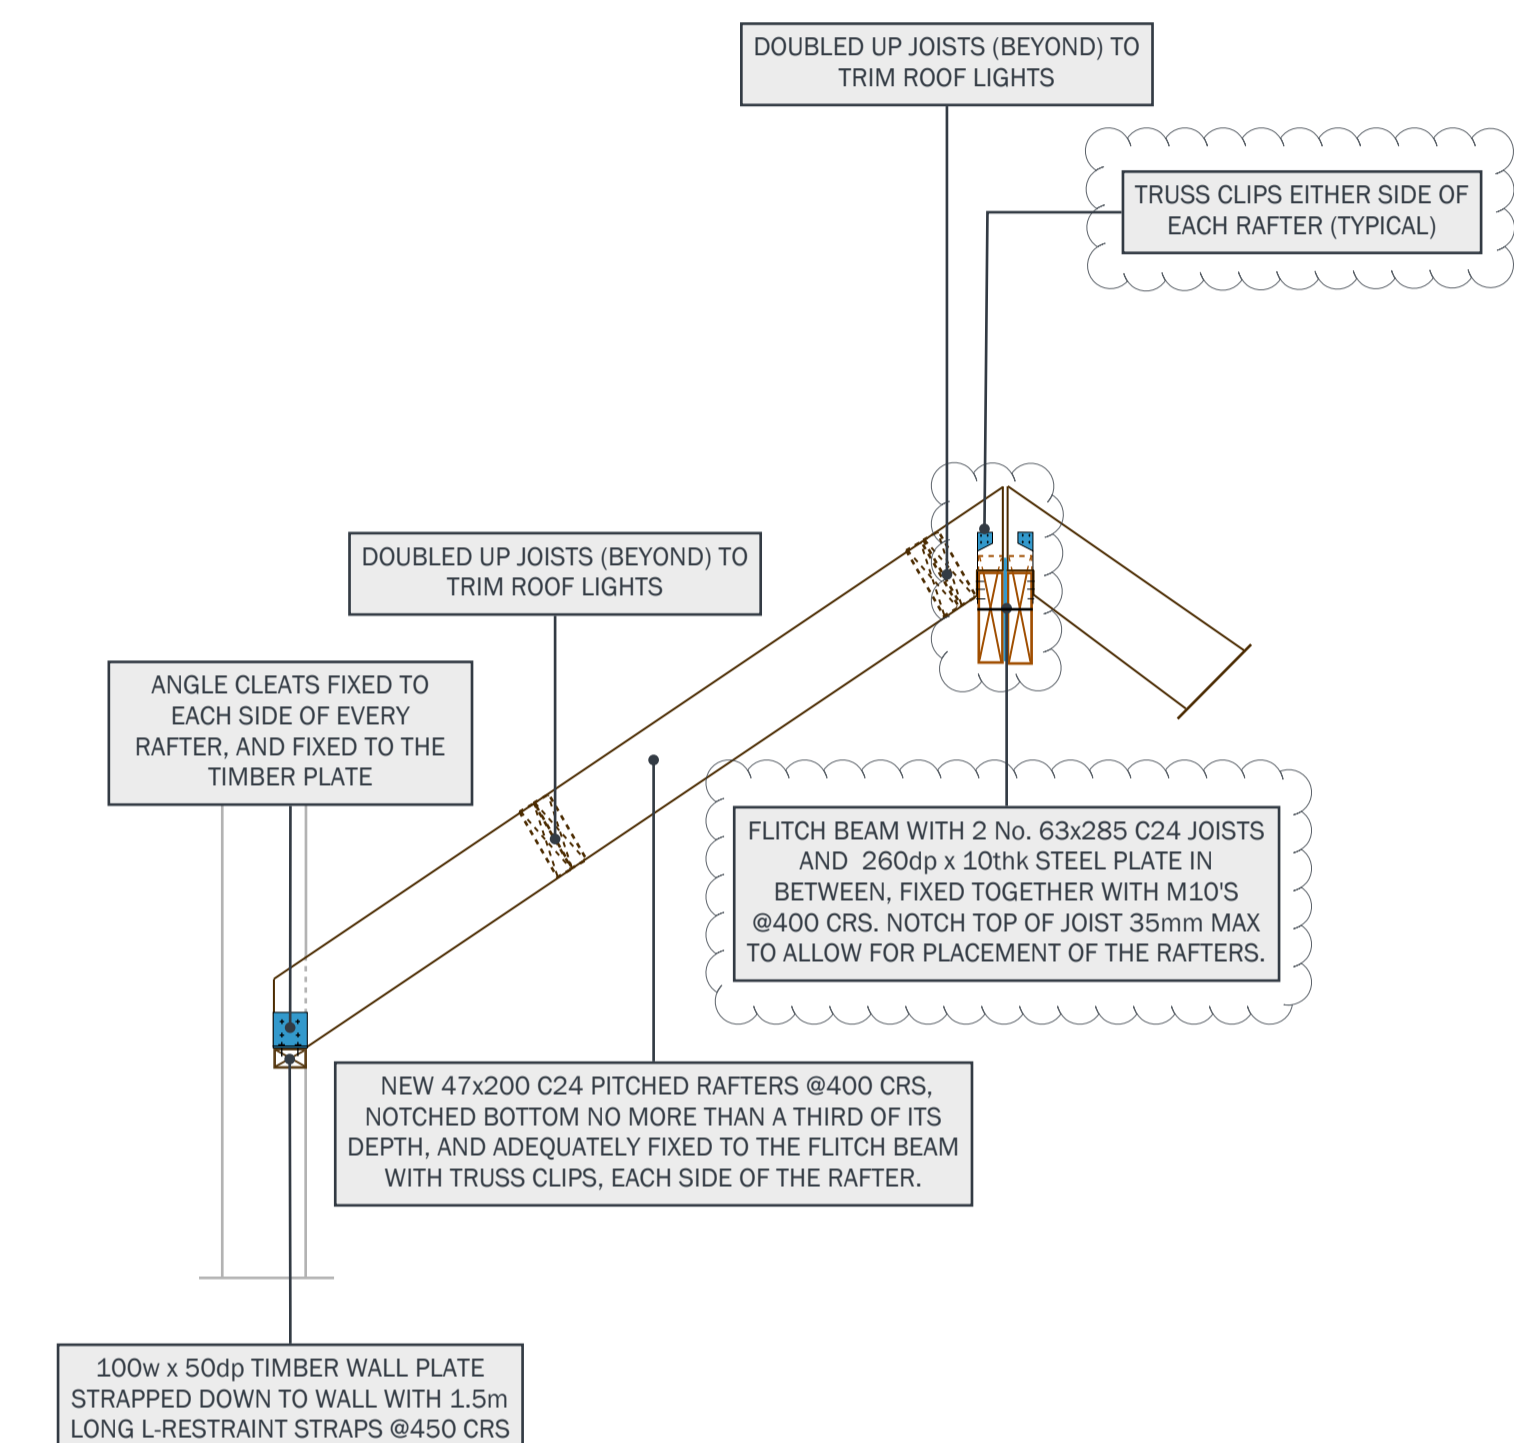 DOUBLED UP JOISTS (BEYOND) TO
TRIM ROOF LIGHTS
TRUSS CLIPS EITHER SIDE OF
EACH RAFTER (TYPICAL)
DOUBLED UP JOISTS (BEYOND) TO
TRIM ROOF LIGHTS
ANGLE CLEATS FIXED TO
EACH SIDE OF EVERY
RAFTER, AND FIXED TO THE
TIMBER PLATE
FLITCH BEAM WITH 2 No. 63x285 C24 JOISTS
AND 260dp x 10thk STEEL PLATE IN
BETWEEN, FIXED TOGETHER WITH M10'S
@400 CRS. NOTCH TOP OF JOIST 35mm MAX
TO ALLOW FOR PLACEMENT OF THE RAFTERS.
NEW 47x200 C24 PITCHED RAFTERS @400 CRS,
NOTCHED BOTTOM NO MORE THAN A THIRD OF ITS
DEPTH, AND ADEQUATELY FIXED TO THE FLITCH BEAM
WITH TRUSS CLIPS, EACH SIDE OF THE RAFTER.
100w x 50dp TIMBER WALL PLATE
STRAPPED DOWN TO WALL WITH 1.5m
LONG L-RESTRAINT STRAPS @450 CRS